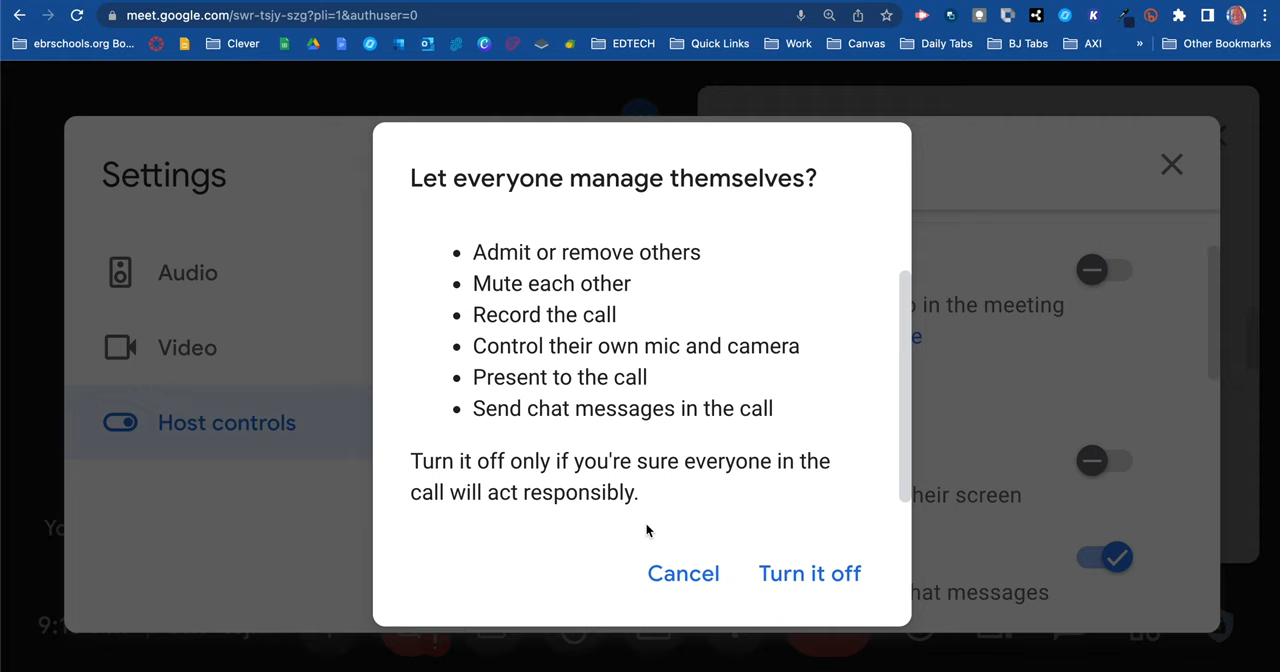 meet.google.com/swr-tsjy-szg?pli=1&authuser=0
ebrschools.org Bo... Clever EDTECH Quick Links Work Canvas Daily Tabs BJ Tabs AXI » Other Bookmarks
Settings
Audio
Video
Host controls
Let everyone manage themselves?
• Admit or remove others
• Mute each other
• Record the call
• Control their own mic and camera
• Present to the call
• Send chat messages in the call
Turn it off only if you're sure everyone in the
call will act responsibly.
Cancel Turn it off
in the meeting
e
heir screen
hat messages
Yo